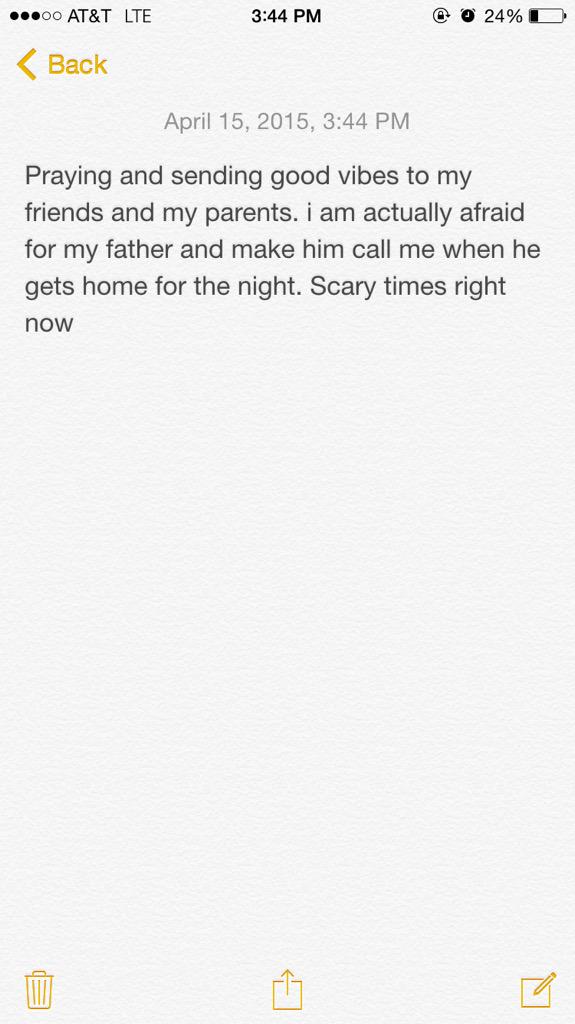 AT&T LTE 3:44 PM 24%
Back
April 15, 2015, 3:44 PM
Praying and sending good vibes to my
friends and my parents. i am actually afraid
for my father and make him call me when he
gets home for the night. Scary times right
now